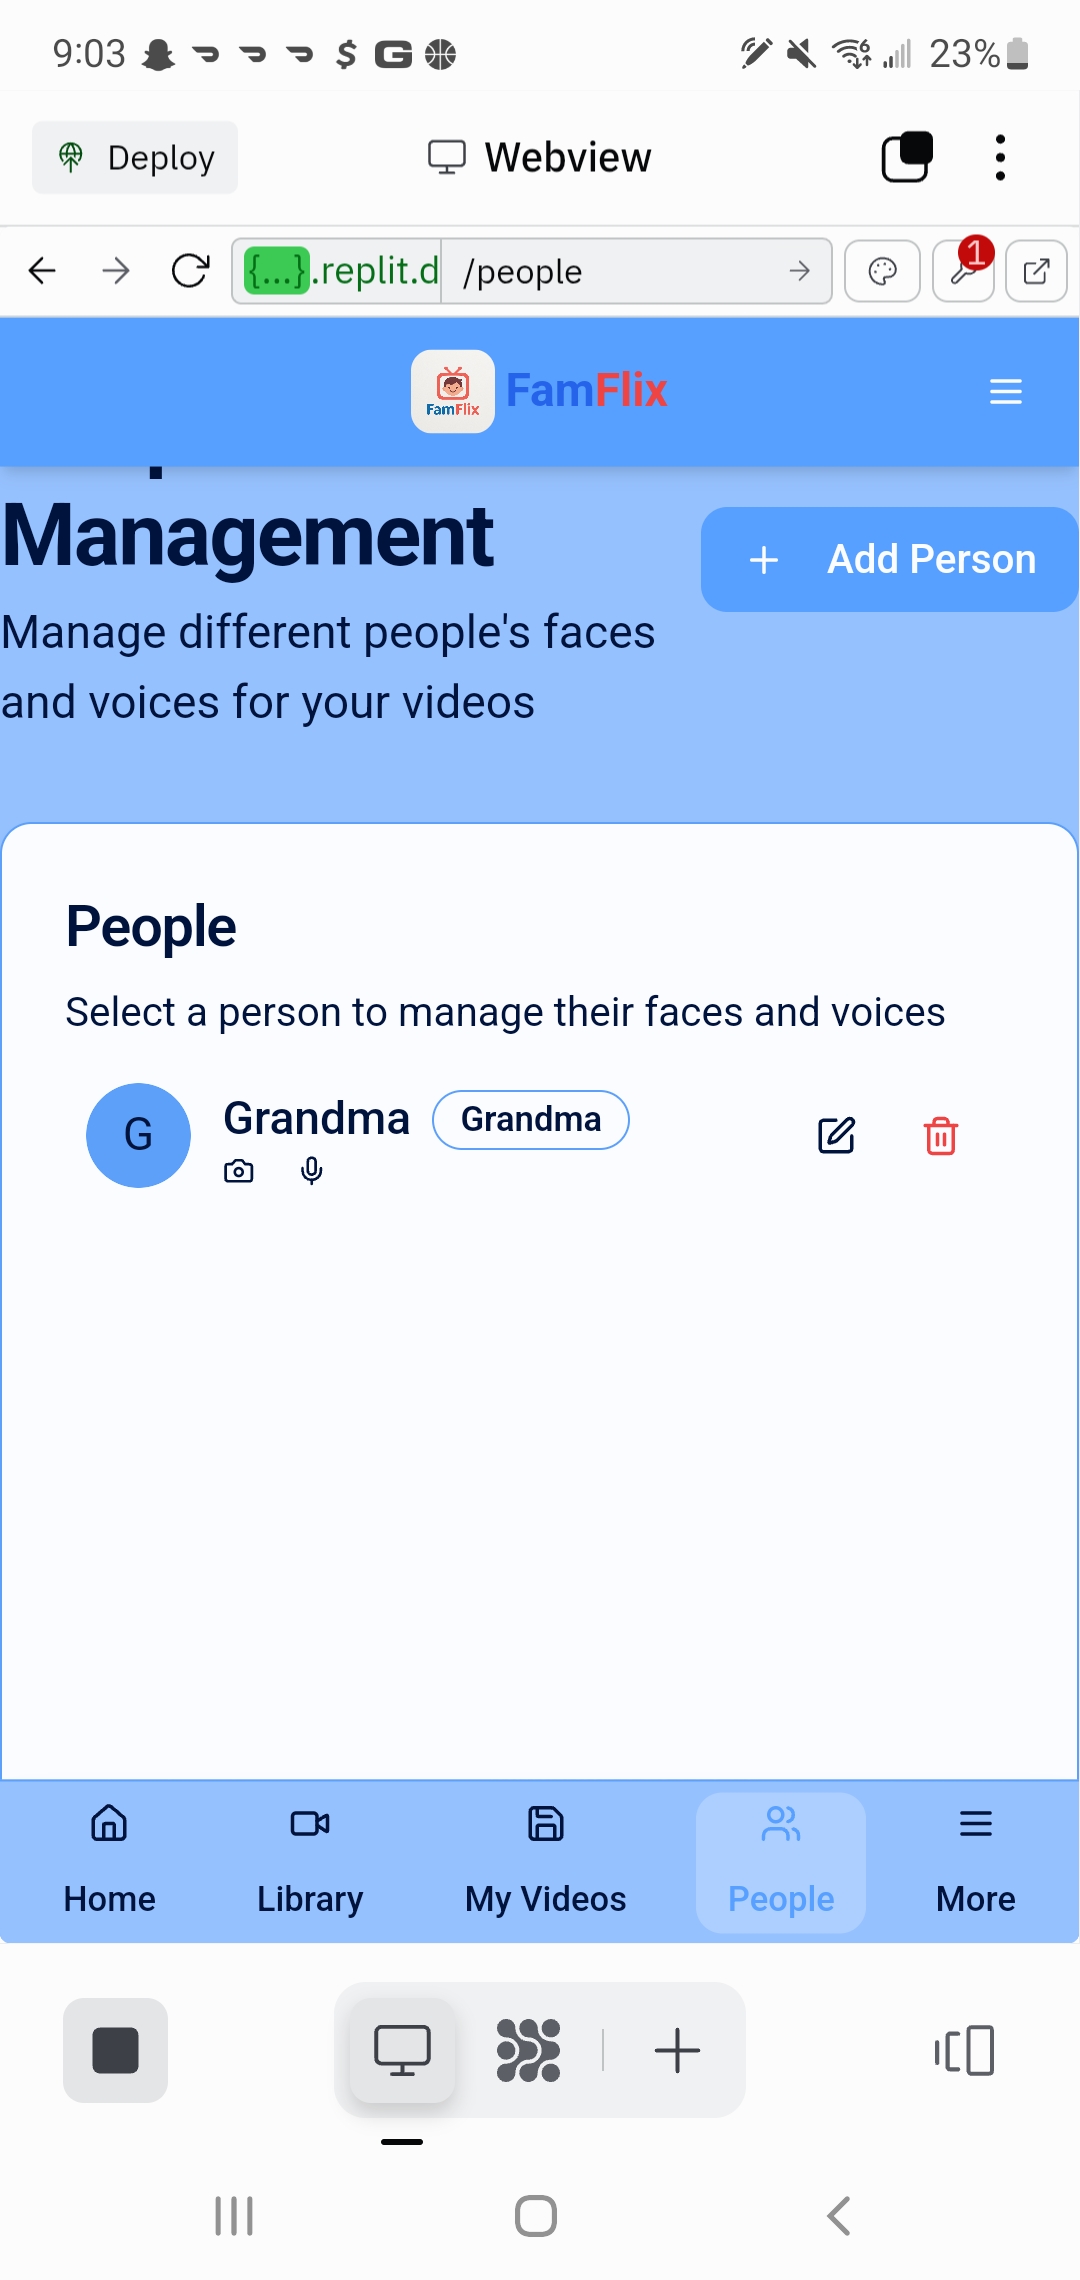 9:03
23%
Deploy
Webview
{...}.replit.d
/people
1
FamFlix
FamFlix
Management
Add Person
Manage different people's faces
and voices for your videos
People
Select a person to manage their faces and voices
G
Grandma
Grandma
Home
Library
My Videos
People
More